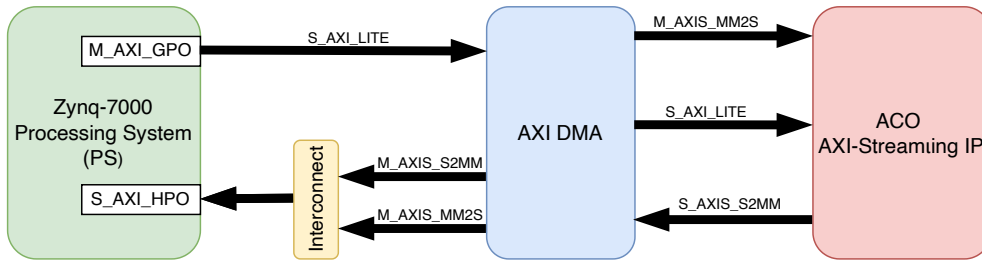 M_AXI_GPO
S_AXI_LITE
M_AXIS_MM2S
Zynq-7000
Processing System
(PS)
AXI DMA
S_AXI_LITE
ACO
AXI-Streaming IP
Interconnect
M_AXIS_S2MM
S_AXI_HPO
M_AXIS_MM2S
S_AXIS_S2MM